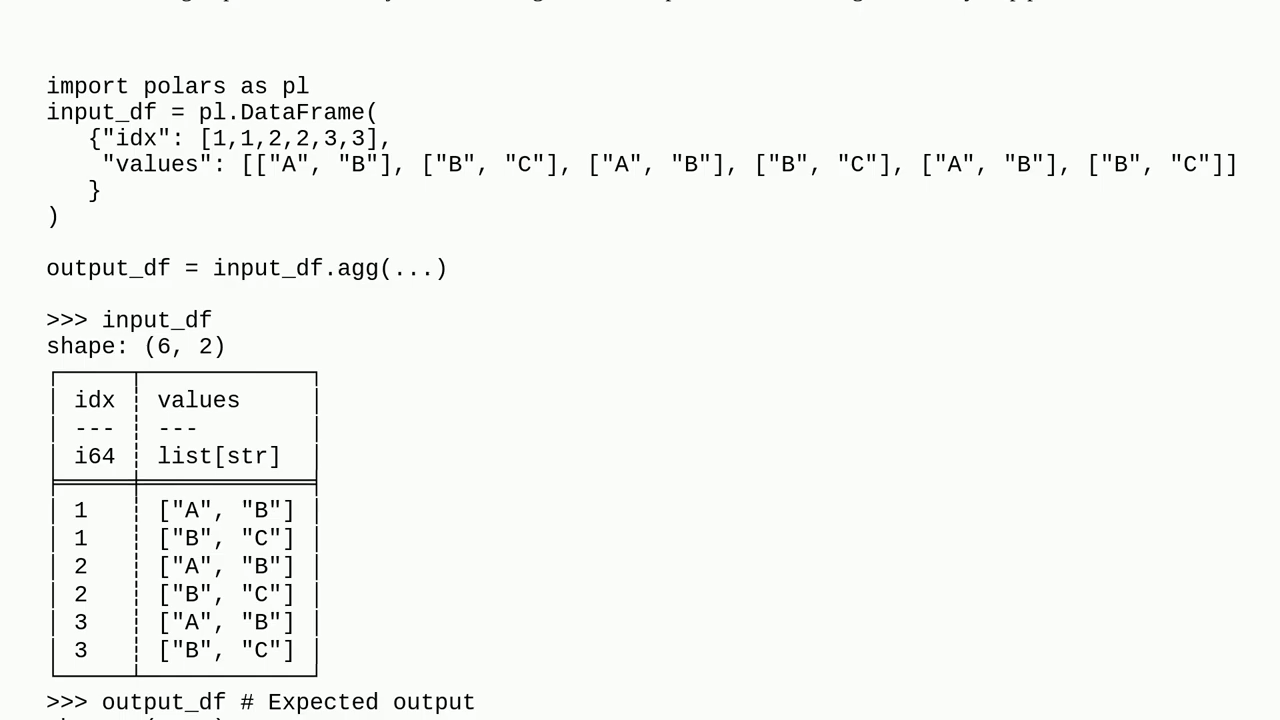 import polars as pl
input_df = pl.DataFrame(
   {"idx": [1,1,2,2,3,3],
    "values": [["A", "B"], ["B", "C"], ["A", "B"], ["B", "C"], ["A", "B"], ["B", "C"]]
   }
)
output_df = input_df.agg(...)
>>> input_df
shape: (6, 2)
idx values
--- ---
i64 list[str]
1 ["A", "B"]
1 ["B", "C"]
2 ["A", "B"]
2 ["B", "C"]
3 ["A", "B"]
3 ["B", "C"]
>>> output_df # Expected output